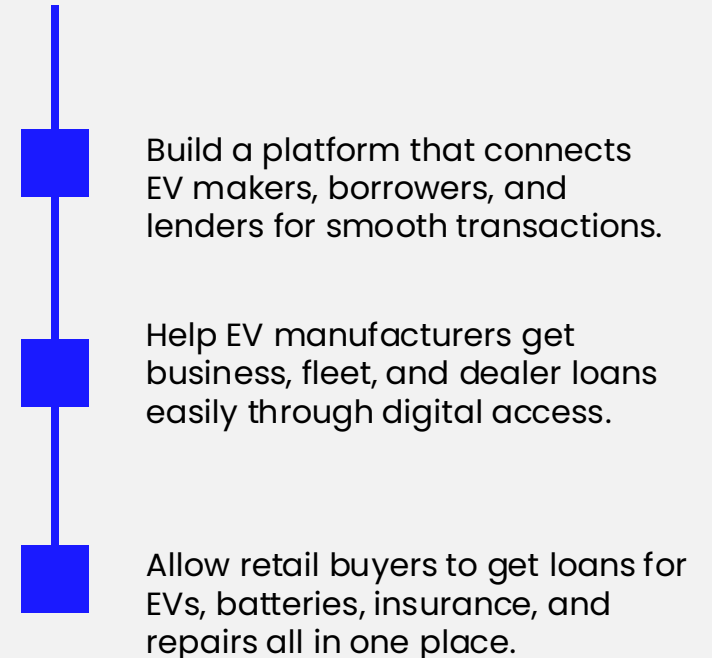 Build a platform that connects
EV makers, borrowers, and
lenders for smooth transactions.
Help EV manufacturers get
business, fleet, and dealer loans
easily through digital access.
Allow retail buyers to get loans for
EVs, batteries, insurance, and
repairs all in one place.